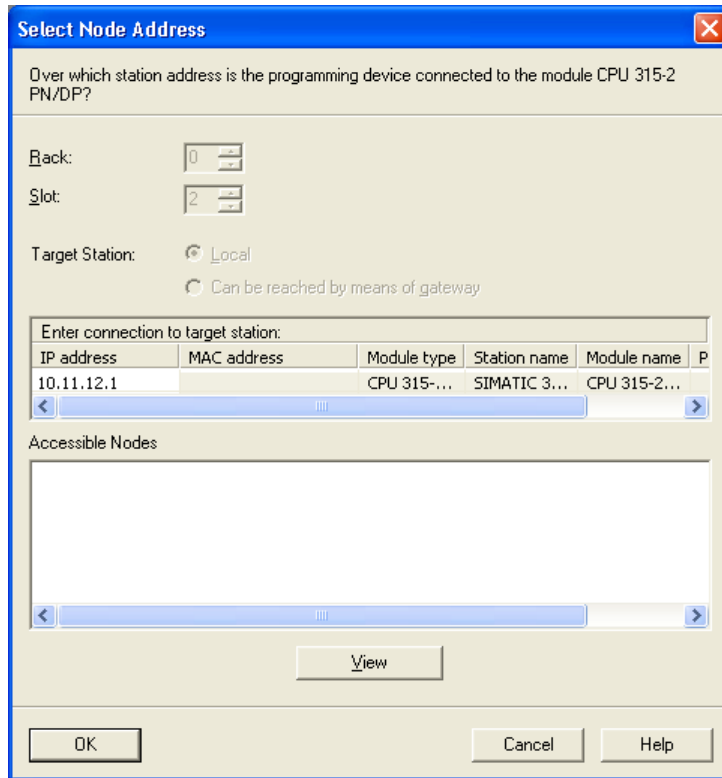 Select Node Address
Over which station address is the programming device connected to the module CPU 315-2
PN/DP?
Rack: 0
Slot: 2
Target Station: Local
Can be reached by means of gateway
Enter connection to target station:
IP address MAC address Module type Station name Module name P
10.11.12.1 CPU 315-... SIMATIC 3... CPU 315-2...
Accessible Nodes
View
OK Cancel Help